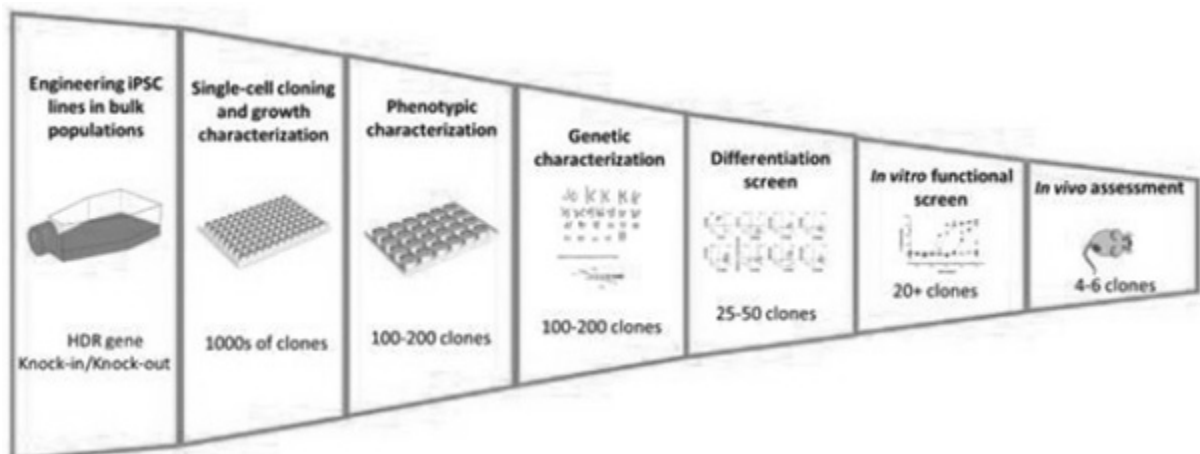 Engineering iPSC
lines in bulk
populations
HDR gene
Knock-in/Knock-out
Single-cell cloning
and growth
characterization
1000s of clones
Phenotypic
characterization
100-200 clones
Genetic
characterization
100-200 clones
Differentiation
screen
25-50 clones
In vitro functional
screen
20+ clones
In vivo assessment
4-6 clones